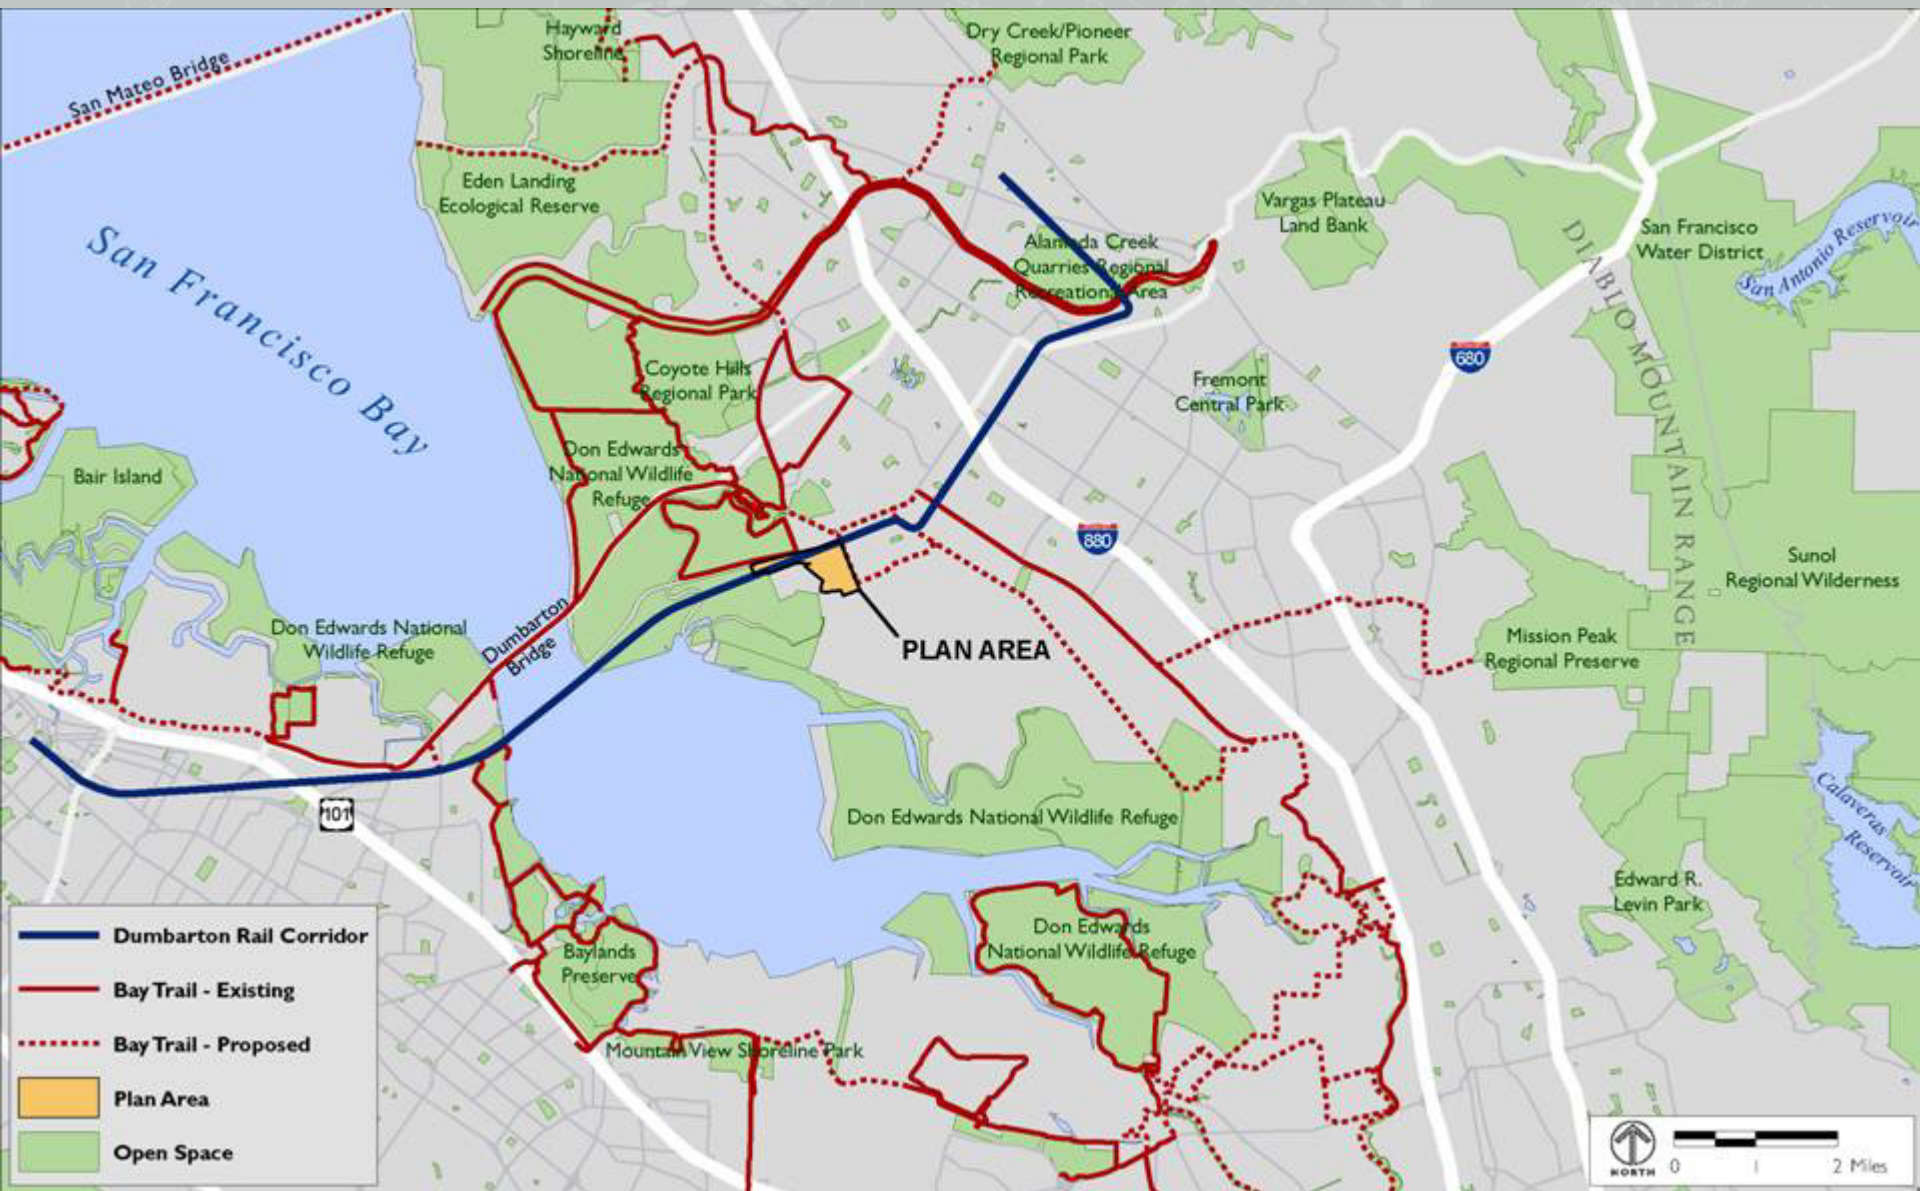 Hayward
Shoreline
Dry Creek/Pioneer
Regional Park
San Mateo Bridge
Eden Landing
Ecological Reserve
Vargas Plateau
Land Bank
San Francisco
Water District
San Antonio Reservoir
San Francisco Bay
Alameda Creek
Quarries Regional
Recreational Area
DIABLO MOUNTAIN RANGE
680
Coyote Hills
Regional Park
Fremont
Central Park
Bair Island
Don Edwards
National Wildlife
Refuge
880
Sunol
Regional Wilderness
Don Edwards National
Wildlife Refuge
Dumbarton
Bridge
PLAN AREA
Mission Peak
Regional Preserve
101
Don Edwards National Wildlife Refuge
Calaveras
Reservoir
Edward R.
Levin Park
Don Edwards
National Wildlife Refuge
Baylands
Preserve
Mountain View Shoreline Park
Dumbarton Rail Corridor
Bay Trail - Existing
Bay Trail - Proposed
Plan Area
Open Space
NORTH
0 1 2 Miles